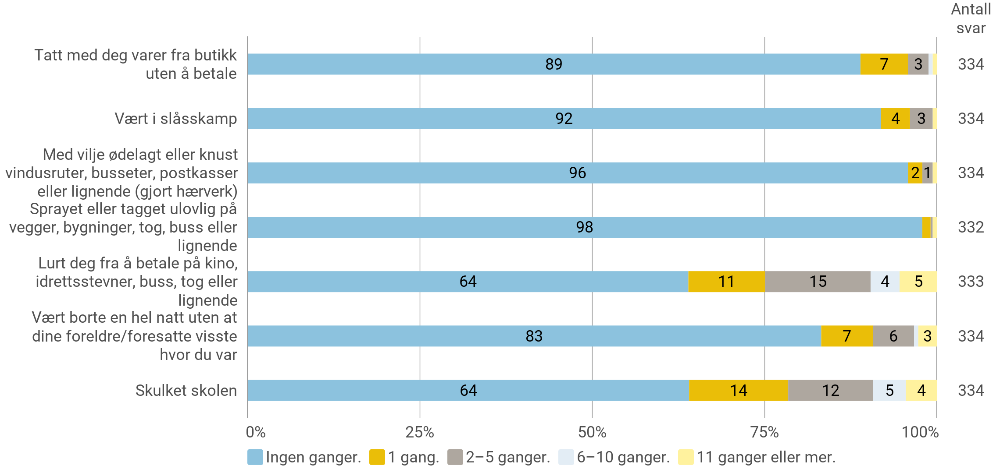 Antall
svar
Tatt med deg varer fra butikk
uten å betale
89 7 3 334
Vært i slåsskamp
92 4 3 334
Med vilje ødelagt eller knust
vindusruter, busseter, postkasser
eller lignende (gjort hærverk)
96 2 1 334
Sprayet eller tagget ulovlig på
vegger, bygninger, tog, buss eller
lignende
98 332
Lurt deg fra å betale på kino,
idrettsstevner, buss, tog eller
lignende
64 11 15 4 5 333
Vært borte en hel natt uten at
dine foreldre/foresatte visste
hvor du var
83 7 6 3 334
Skulket skolen
64 14 12 5 4 334
0% 25% 50% 75% 100%
Ingen ganger. 1 gang. 2–5 ganger. 6–10 ganger. 11 ganger eller mer.